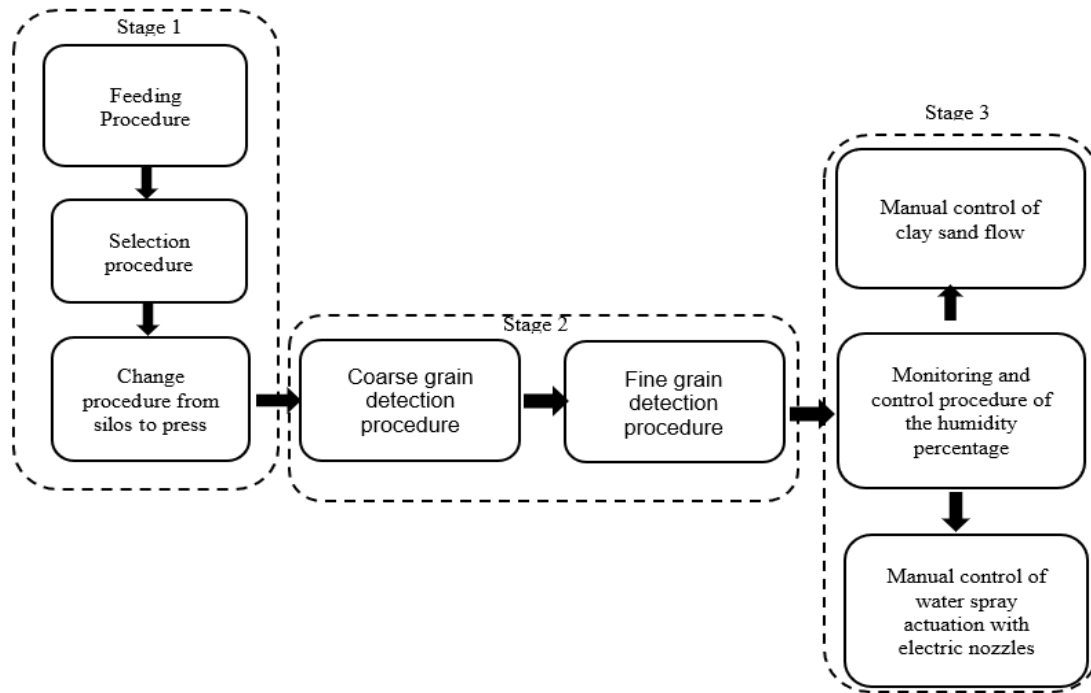 Stage 1
Feeding
Procedure
Selection
procedure
Change
procedure from
silos to press
Stage 2
Coarse grain
detection
procedure
Fine grain
detection
procedure
Stage 3
Manual control of
clay sand flow
Monitoring and
control procedure of
the humidity
percentage
Manual control of
water spray
actuation with
electric nozzles